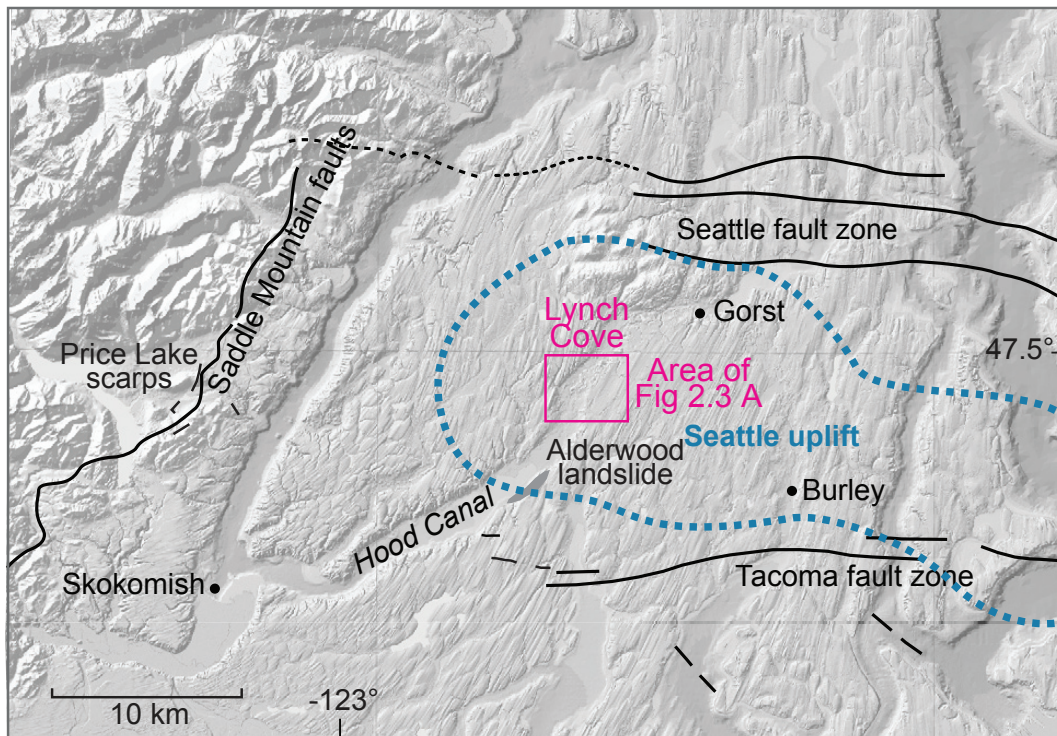 Saddle Mountain faults
Seattle fault zone
Lynch
Cove
Gorst
Price Lake
scarps
47.5°
Area of
Fig 2.3 A
Seattle uplift
Alderwood
landslide
Burley
Hood Canal
Skokomish
Tacoma fault zone
10 km
-123°